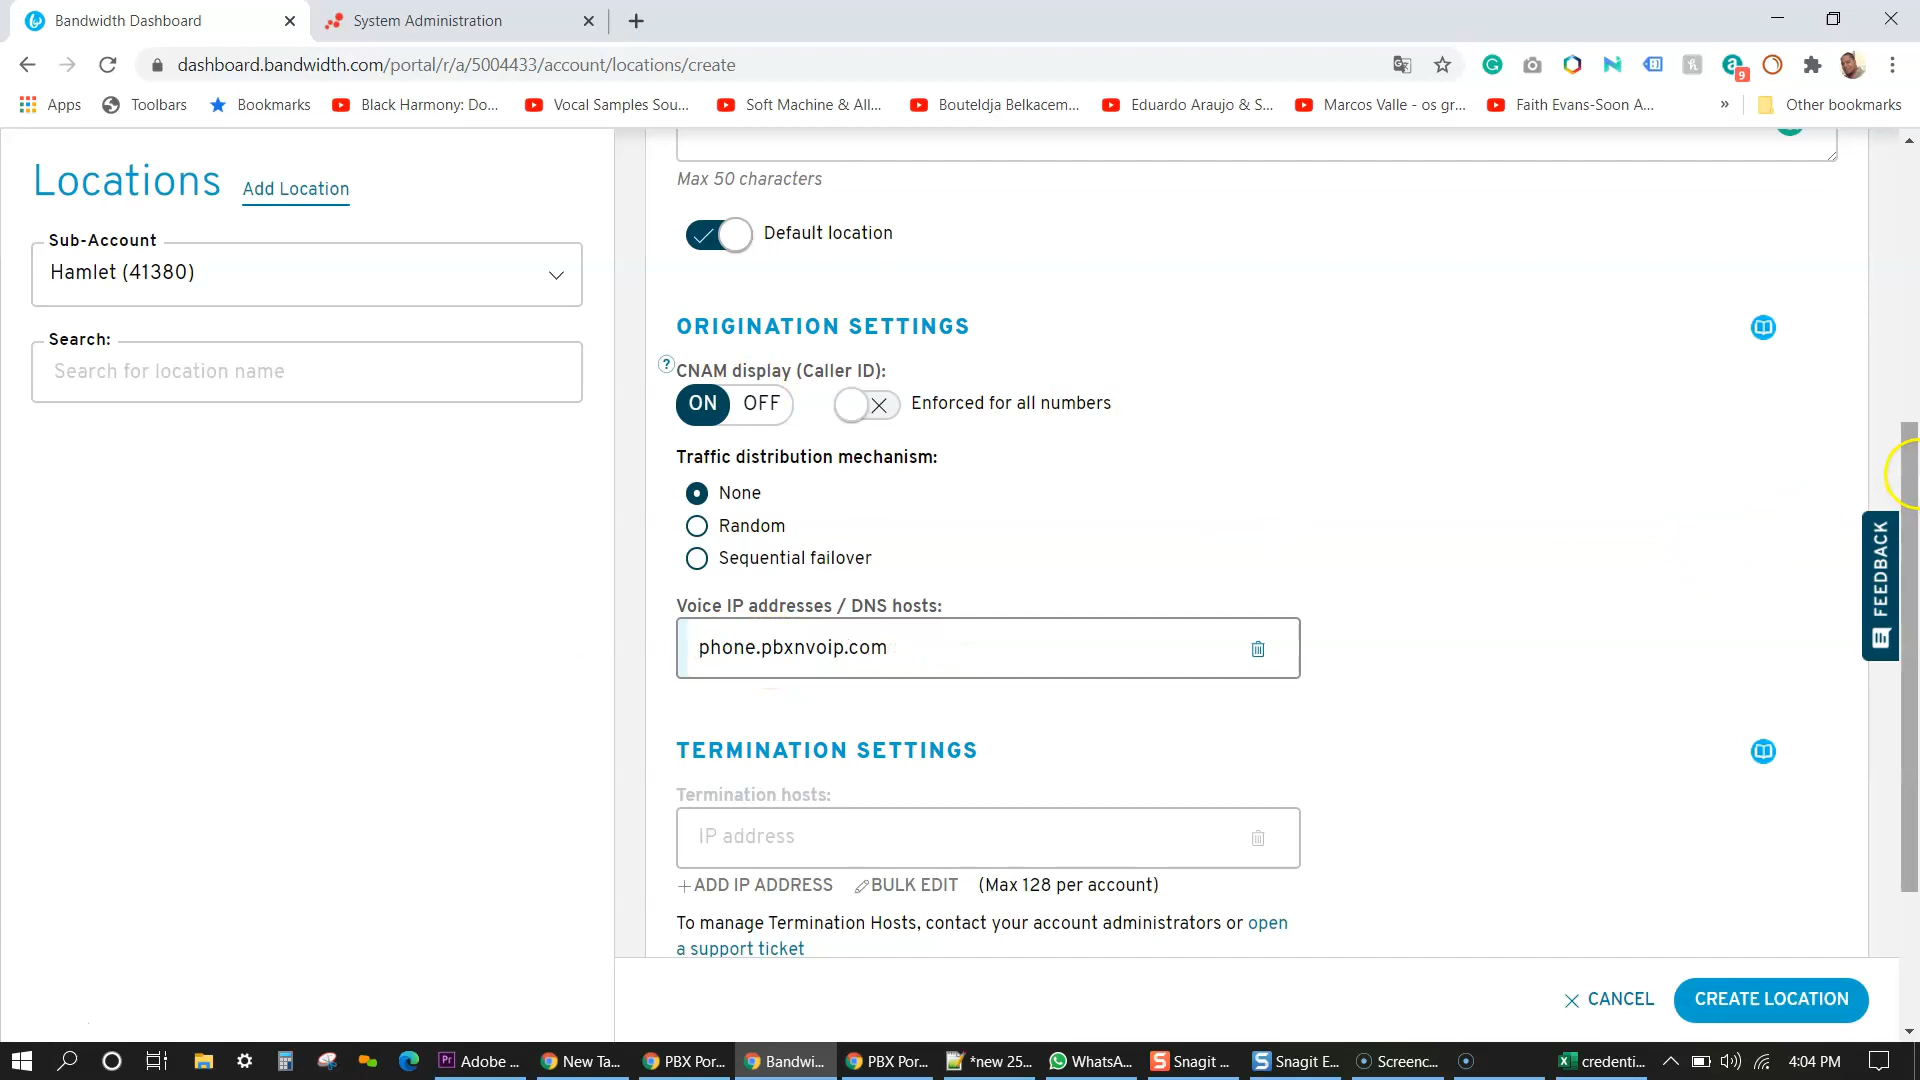 Bandwidth Dashboard
System Administration
dashboard.bandwidth.com/portal/r/a/5004433/account/locations/create
9
Apps
Toolbars
Bookmarks
Black Harmony: Do...
Vocal Samples Sou...
Soft Machine & All...
Bouteldja Belkacem...
Eduardo Araujo & S...
Marcos Valle - os gr...
Faith Evans-Soon A...
»
Other bookmarks
Locations
Add Location
Sub-Account
Hamlet (41380)
Search:
Search for location name
Max 50 characters
Default location
ORIGINATION SETTINGS
? CNAM display (Caller ID):
ON OFF
Enforced for all numbers
Traffic distribution mechanism:
None
Random
Sequential failover
Voice IP addresses / DNS hosts:
phone.pbxnvoip.com
TERMINATION SETTINGS
Termination hosts:
IP address
+ADD IP ADDRESS BULK EDIT (Max 128 per account)
To manage Termination Hosts, contact your account administrators or open
a support ticket
FEEDBACK
CANCEL
CREATE LOCATION
Adobe ...
New Ta...
PBX Por...
Bandwi...
PBX Por...
*new 25...
WhatsA...
Snagit ...
Snagit E...
Screenc...
credenti...
4:04 PM